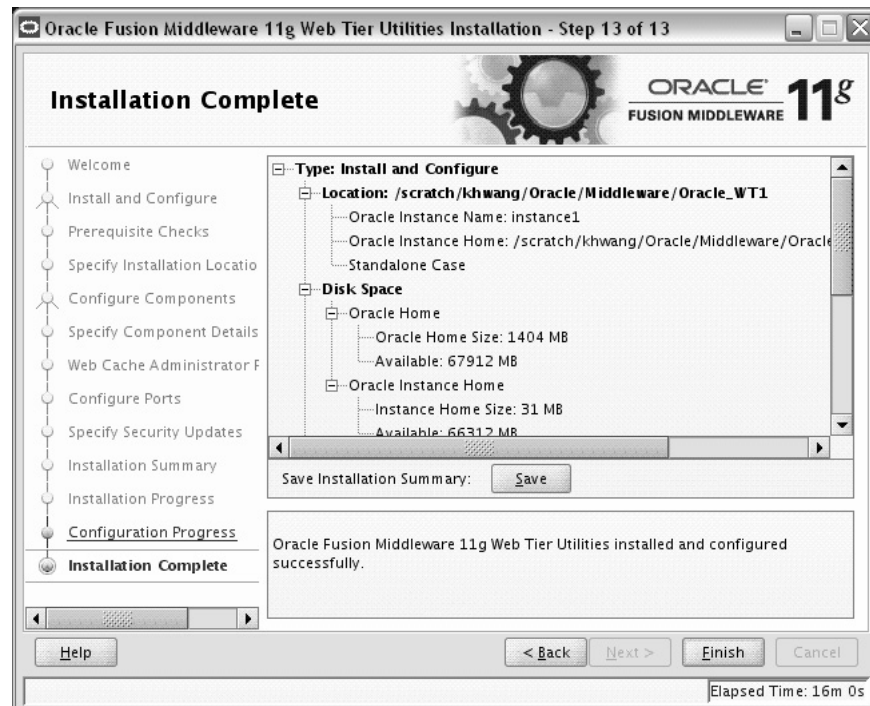 Oracle Fusion Middleware 11g Web Tier Utilities Installation - Step 13 of 13
Installation Complete
ORACLE
FUSION MIDDLEWARE 11g
Welcome
Install and Configure
Prerequisite Checks
Specify Installation Locatio
Configure Components
Specify Component Details
Web Cache Administrator P
Configure Ports
Specify Security Updates
Installation Summary
Installation Progress
Configuration Progress
Installation Complete
Type: Install and Configure
Location: /scratch/khwang/Oracle/Middleware/Oracle_WT1
Oracle Instance Name: instance1
Oracle Instance Home: /scratch/khwang/Oracle/Middleware/Oracle
Standalone Case
Disk Space
Oracle Home
Oracle Home Size: 1404 MB
Available: 67912 MB
Oracle Instance Home
Instance Home Size: 31 MB
Available: 66312 MB
Save Installation Summary: Save
Oracle Fusion Middleware 11g Web Tier Utilities installed and configured
successfully.
Help < Back Next > Finish Cancel
Elapsed Time: 16m 0s